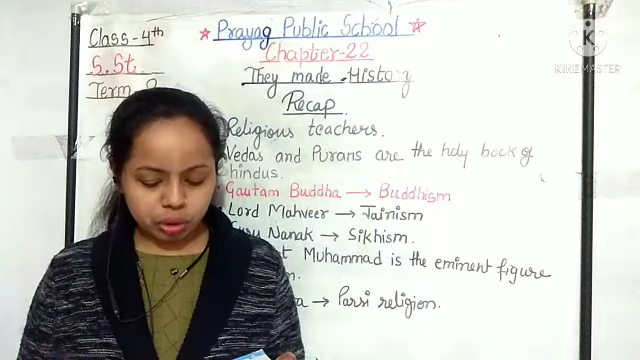 Class-4th
S.St
Term
☆ Prayag Public School ☆
Chapter-22
They made History
Recap
Religious teachers.
Vedas and Purans are the holy book of
hindus.
Gautam Buddha → Buddhism
Lord Mahveer → Jainism
Guru Nanak → Sikhism.
Muhammad is the eminent figure
→ Parsi religion.
K
KINEMASTER